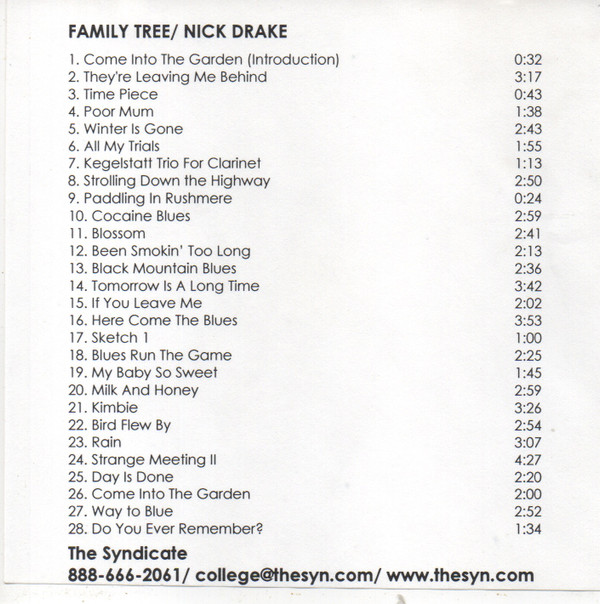 FAMILY TREE/ NICK DRAKE
1. Come Into The Garden (Introduction) 0:32
2. They're Leaving Me Behind 3:17
3. Time Piece 0:43
4. Poor Mum 1:38
5. Winter Is Gone 2:43
6. All My Trials 1:55
7. Kegelstatt Trio For Clarinet 1:13
8. Strolling Down the Highway 2:50
9. Paddling In Rushmere 0:24
10. Cocaine Blues 2:59
11. Blossom 2:41
12. Been Smokin' Too Long 2:13
13. Black Mountain Blues 2:36
14. Tomorrow Is A Long Time 3:42
15. If You Leave Me 2:02
16. Here Come The Blues 3:53
17. Sketch 1 1:00
18. Blues Run The Game 2:25
19. My Baby So Sweet 1:45
20. Milk And Honey 2:59
21. Kimbie 3:26
22. Bird Flew By 2:54
23. Rain 3:07
24. Strange Meeting II 4:27
25. Day Is Done 2:20
26. Come Into The Garden 2:00
27. Way to Blue 2:52
28. Do You Ever Remember? 1:34
The Syndicate
888-666-2061/ college@thesyn.com/ www.thesyn.com